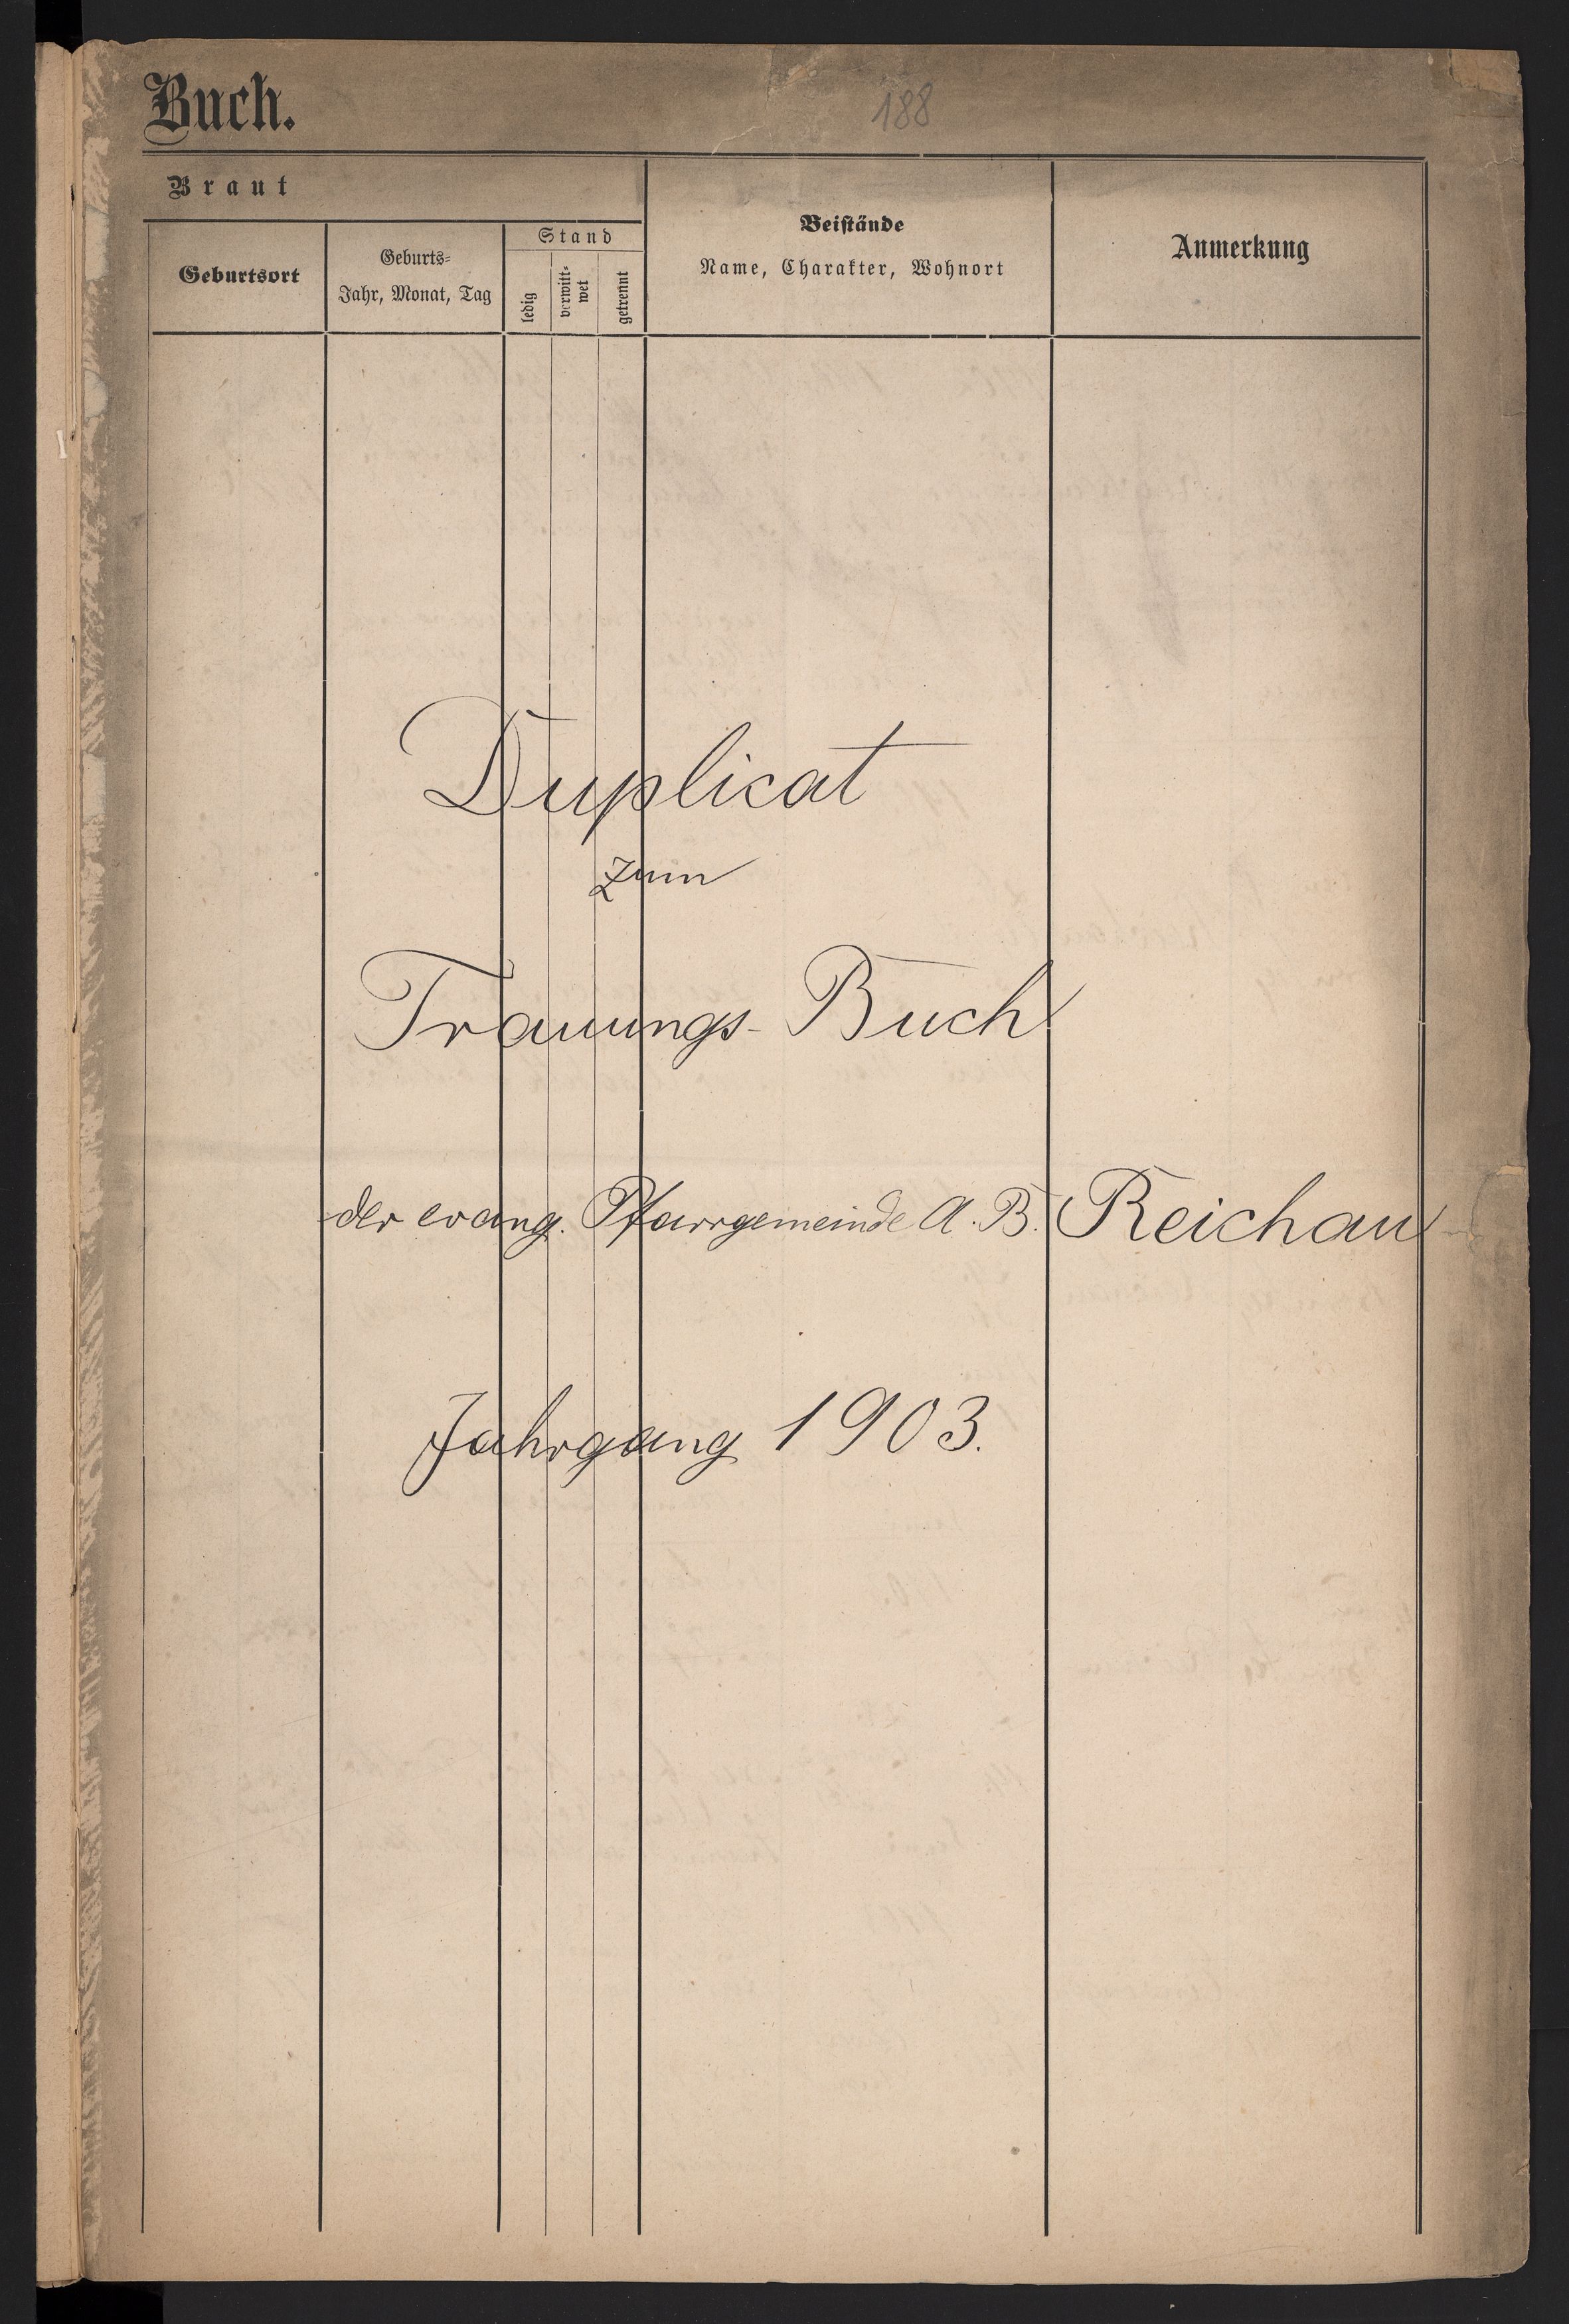 Buch.
188
Braut
Geburtsort
Geburts-
Jahr, Monat, Tag
Stand
ledig
verwitt-
wet
getrennt
Beistände
Name, Charakter, Wohnort
Anmerkung
Duplicat
zum
Trauungs-Buch
der evang. Pfarrgemeinde A. B. Reichau
Jahrgang 1903.